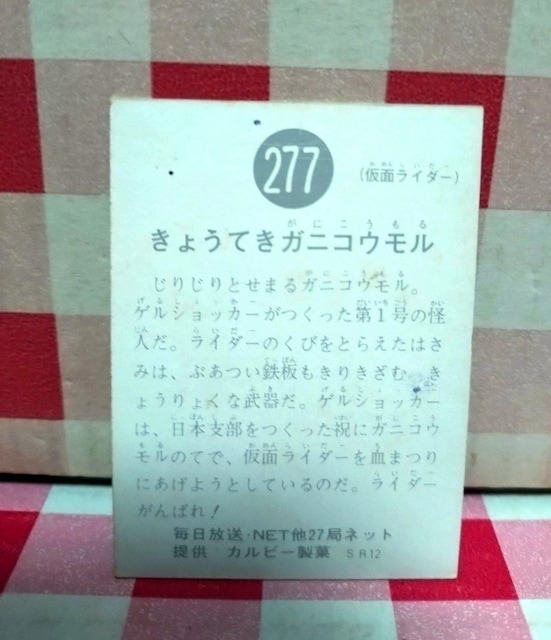 277
(仮面ライダー)
きょうてきガニコウモル
じりじりとせまるガニコウモル。
ゲルショッカーがつくった第1号の怪
人だ。ライダーのくびをとらえたはさ
みは、ぶあつい鉄板もきりきざむ、き
ょうりょくな武器だ。ゲルショッカー
は、日本支部をつくった祝にガニコウ
モルのてで、仮面ライダーを血まつり
にあげようとしているのだ。ライダー
がんばれ!
毎日放送・NET他27局ネット
提供 カルビー製菓 SR12